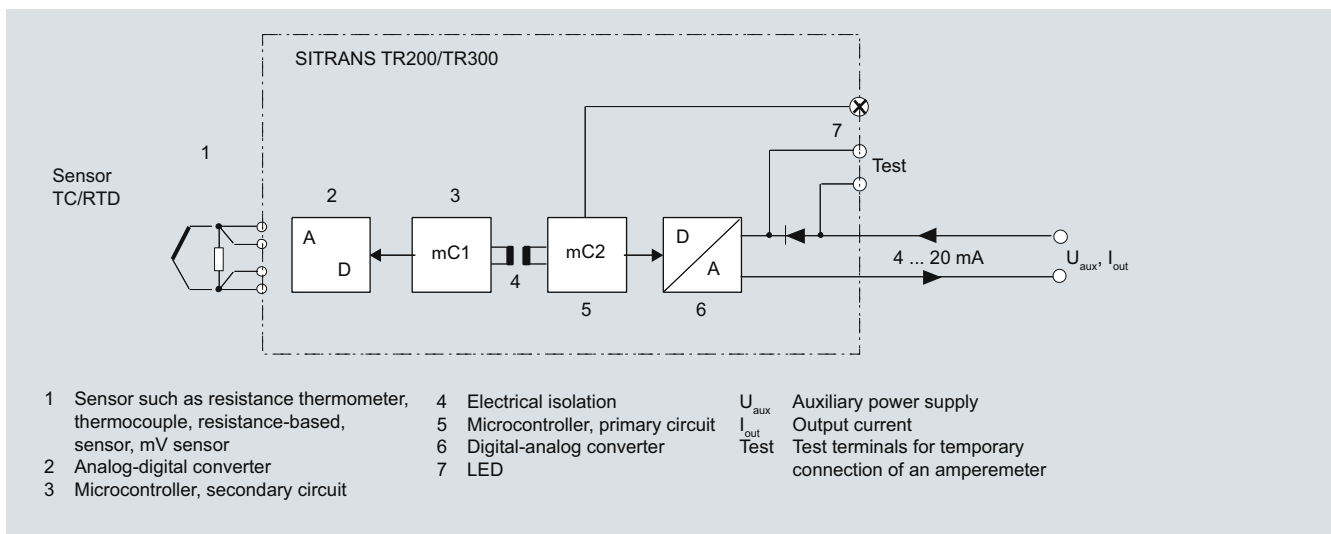 SITRANS TR200/TR300
7
Test
1
Sensor
TC/RTD
2
3
A
D
mC1
4
mC2
5
D
A
6
4 ... 20 mA
Uaux, Iout
1 Sensor such as resistance thermometer,
thermocouple, resistance-based,
sensor, mV sensor
2 Analog-digital converter
3 Microcontroller, secondary circuit
4 Electrical isolation
5 Microcontroller, primary circuit
6 Digital-analog converter
7 LED
Uaux Auxiliary power supply
Iout Output current
Test Test terminals for temporary
connection of an amperemeter